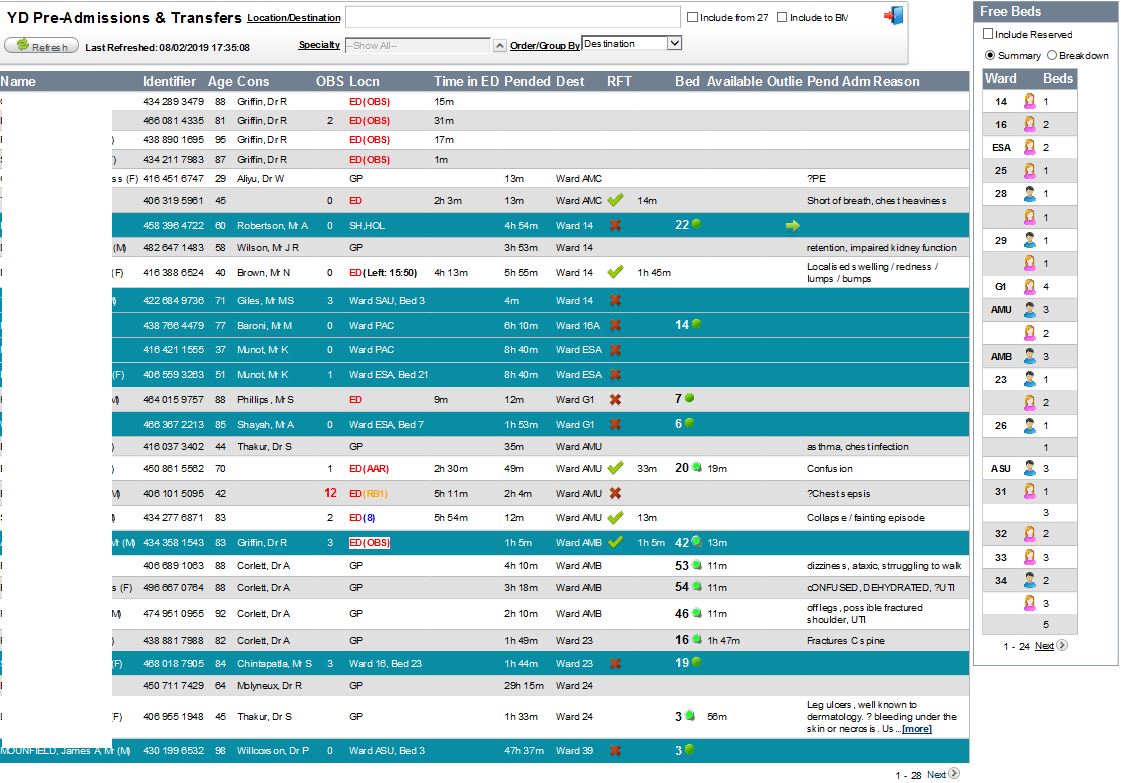 YD Pre-Admissions & Transfers Location/Destination Include from 27 Include to BM
Refresh Last Refreshed: 08/02/2019 17:35:08 Specialty --Show All-- Order/Group By Destination
Name Identifier Age Cons OBS Locn Time in ED Pended Dest RFT Bed Available Outlie Pend Adm Reason
434 289 3479 88 Griffin, Dr R ED(OBS) 15m
466 081 4335 81 Griffin, Dr R 2 ED(OBS) 31m
) 438 890 1695 95 Griffin, Dr R ED(OBS) 17m
) 434 211 7983 87 Griffin, Dr R ED(OBS) 1m
ss (F) 416 451 6747 29 Aliyu, Dr W GP 13m Ward AMC ?PE
406 319 5961 45 0 ED 2h 3m 13m Ward AMC 14m Short of breath, chest heaviness
458 396 4722 60 Robertson, Mr A 0 SH,HOL 4h 54m Ward 14 22
(M) 482 647 1483 58 Wilson, Mr J R GP 3h 53m Ward 14 retention, impaired kidney function
(F) 416 388 6524 40 Brown, Mr N 0 ED(Left: 15:50) 4h 13m 5h 55m Ward 14 1h 45m Localised swelling / redness /
lumps / bumps
) 422 684 9736 71 Giles, Mr MS 3 Ward SAU, Bed 3 4m Ward 14
438 766 4479 77 Baroni, Mr M 0 Ward PAC 6h 10m Ward 16A 14
416 421 1555 37 Munot, Mr K 0 Ward PAC 8h 40m Ward ESA
(F) 406 559 3263 51 Munot, Mr K 1 Ward ESA, Bed 21 8h 40m Ward ESA
) 464 015 9757 88 Phillips, Mr S ED 9m 12m Ward G1 7
466 367 2213 85 Shayah, Mr A 0 Ward ESA, Bed 7 1h 53m Ward G1 6
) 416 037 3402 44 Thakur, Dr S GP 35m Ward AMU asthma, chest infection
) 450 861 5562 70 1 ED(AAR) 2h 30m 49m Ward AMU 33m 20 19m Confusion
(M) 406 101 5095 42 12 ED(RB1) 5h 11m 2h 4m Ward AMU ?Chest sepsis
) 434 277 6871 83 2 ED(8) 5h 54m 12m Ward AMU 13m Collapse / fainting episode
Mr (M) 434 358 1543 83 Griffin, Dr R 3 ED(OBS) 1h 5m Ward AMB 1h 5m 42 13m
406 689 1063 88 Corlett, Dr A GP 4h 10m Ward AMB 53 11m dizziness, ataxic, strruggling to walk
s (F) 496 667 0764 88 Corlett, Dr A GP 3h 18m Ward AMB 54 11m cONFUSED, DEHYDRATED, ?UTI
(M) 474 951 0955 92 Corlett, Dr A GP 2h 10m Ward AMB 46 11m off legs, possible fractured
shoulder, UTI
) 438 881 7988 82 Corlett, Dr A GP 1h 49m Ward 23 16 1h 47m Fractures C spine
(F) 468 018 7905 84 Chintapatla, Mr S 3 Ward 16, Bed 23 1h 44m Ward 23 19
450 711 7429 64 Molyneux, Dr R GP 29h 15m Ward 24
(F) 406 955 1948 45 Thakur, Dr S GP 1h 33m Ward 24 3 56m Leg ulcers, well known to
dermatology. ? bleeding under the
skin or necrosis. Us...[more]
MOUNFIELD, James A, Mr (M) 430 199 6532 98 Willcoxson, Dr P 0 Ward ASU, Bed 3 47h 37m Ward 39 3
1 - 28 Next
Free Beds
Include Reserved
Summary Breakdown
Ward Beds
14 1
16 2
ESA 2
25 1
28 1
1
29 1
1
G1 4
AMU 3
2
AMB 3
23 1
2
26 1
1
ASU 3
31 1
3
32 2
33 3
34 2
3
5
1 - 24 Next